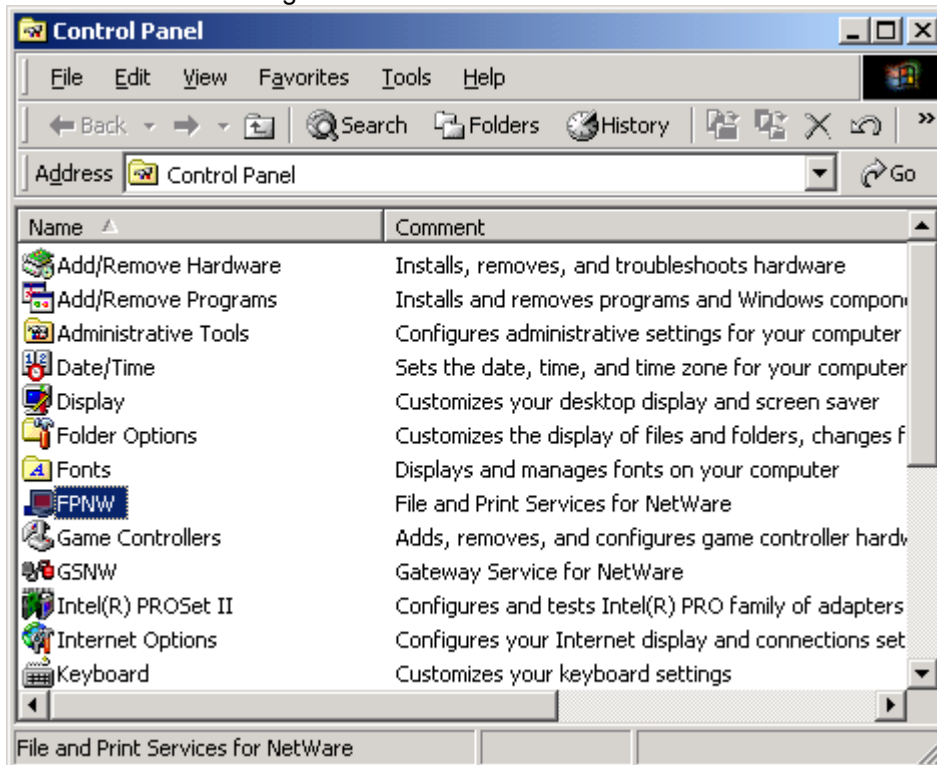 Control Panel
File Edit View Favorites Tools Help
Back Search Folders History »
Address Control Panel Go
Name Comment
Add/Remove Hardware Installs, removes, and troubleshoots hardware
Add/Remove Programs Installs and removes programs and Windows
Administrative Tools Configures administrative settings for your computer
Date/Time Sets the date, time, and time zone for your computer
Display Customizes your desktop display and screen saver
Folder Options Customizes the display of files and folders, changes
Fonts Displays and manages fonts on your computer
FPNW File and Print Services for NetWare
Game Controllers Adds, removes, and configures game controller
GSNW Gateway Service for NetWare
Intel(R) PROSet II Configures and tests Intel(R) PRO family of adapters
Internet Options Configures your Internet display and connections set
Keyboard Customizes your keyboard settings
File and Print Services for NetWare